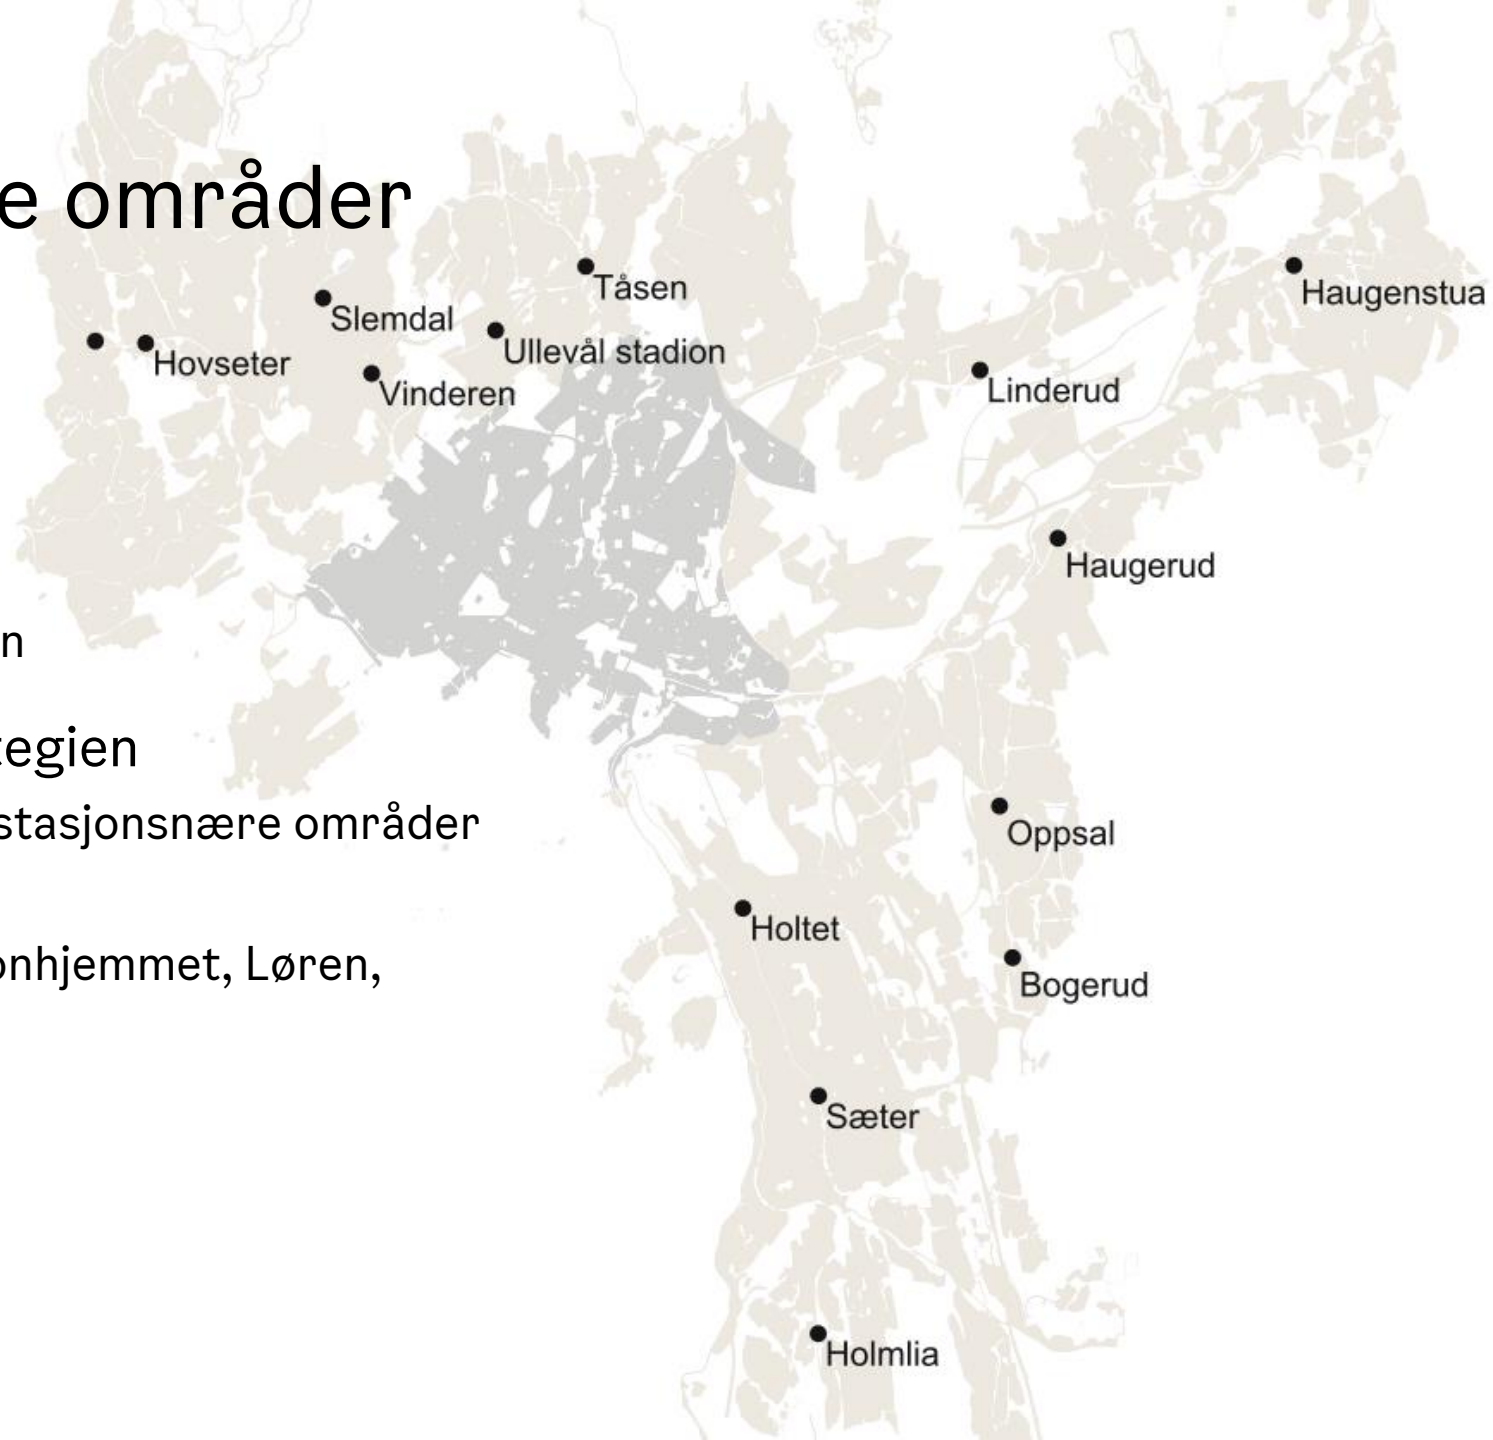 e områder
Tåsen
Haugenstua
Slemdal
Ullevål stadion
Hovseter
Vinderen
Linderud
Haugerud
n
tegien
stasjonsnære områder
Oppsal
Holtet
onhjemmet, Løren,
Bogerud
Sæter
Holmlia